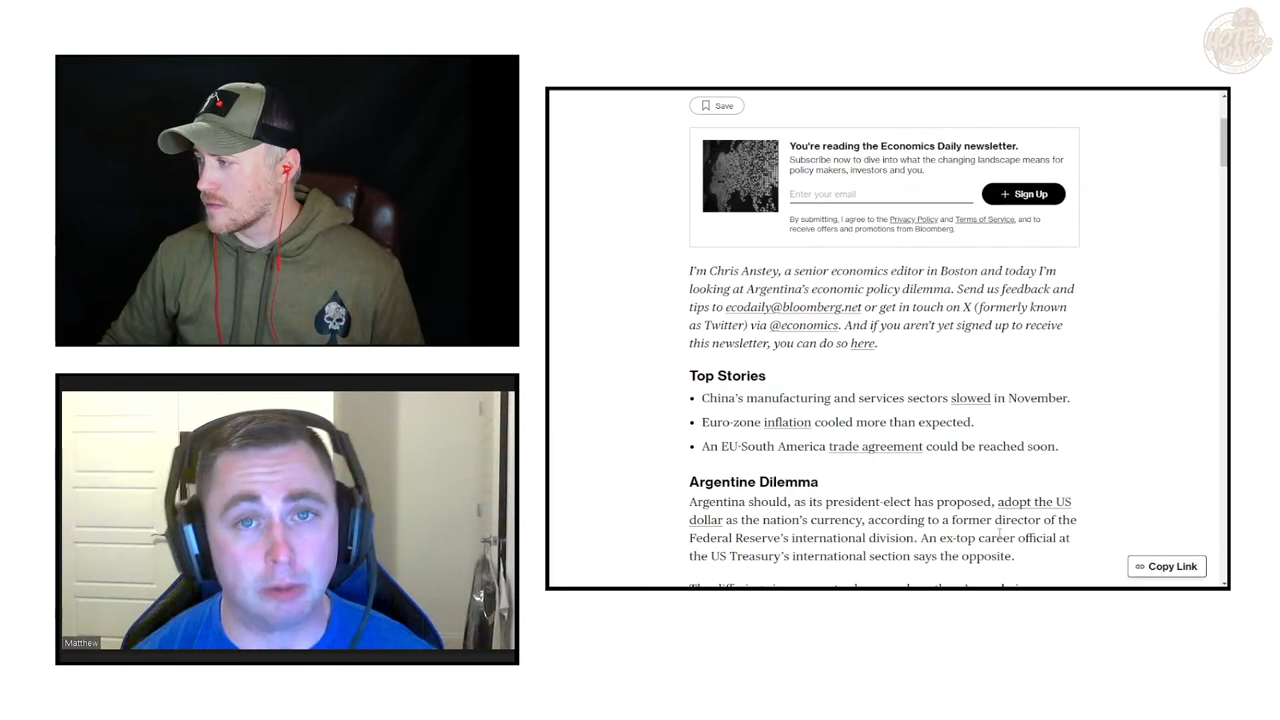 HOTEL
HAVOC
Save
You're reading the Economics Daily newsletter.
Subscribe now to dive into what the changing landscape means for
policy makers, investors and you.
Enter your email
+ Sign Up
By submitting, I agree to the Privacy Policy and Terms of Service, and to
receive offers and promotions from Bloomberg.
I'm Chris Anstey, a senior economics editor in Boston and today I'm
looking at Argentina's economic policy dilemma. Send us feedback and
tips to ecodaily@bloomberg.net or get in touch on X (formerly known
as Twitter) via @economics. And if you aren't yet signed up to receive
this newsletter, you can do so here.
Top Stories
• China's manufacturing and services sectors slowed in November.
• Euro-zone inflation cooled more than expected.
• An EU-South America trade agreement could be reached soon.
Argentine Dilemma
Argentina should, as its president-elect has proposed, adopt the US
dollar as the nation's currency, according to a former director of the
Federal Reserve's international division. An ex-top career official at
the US Treasury's international section says the opposite.
Copy Link
Matthew